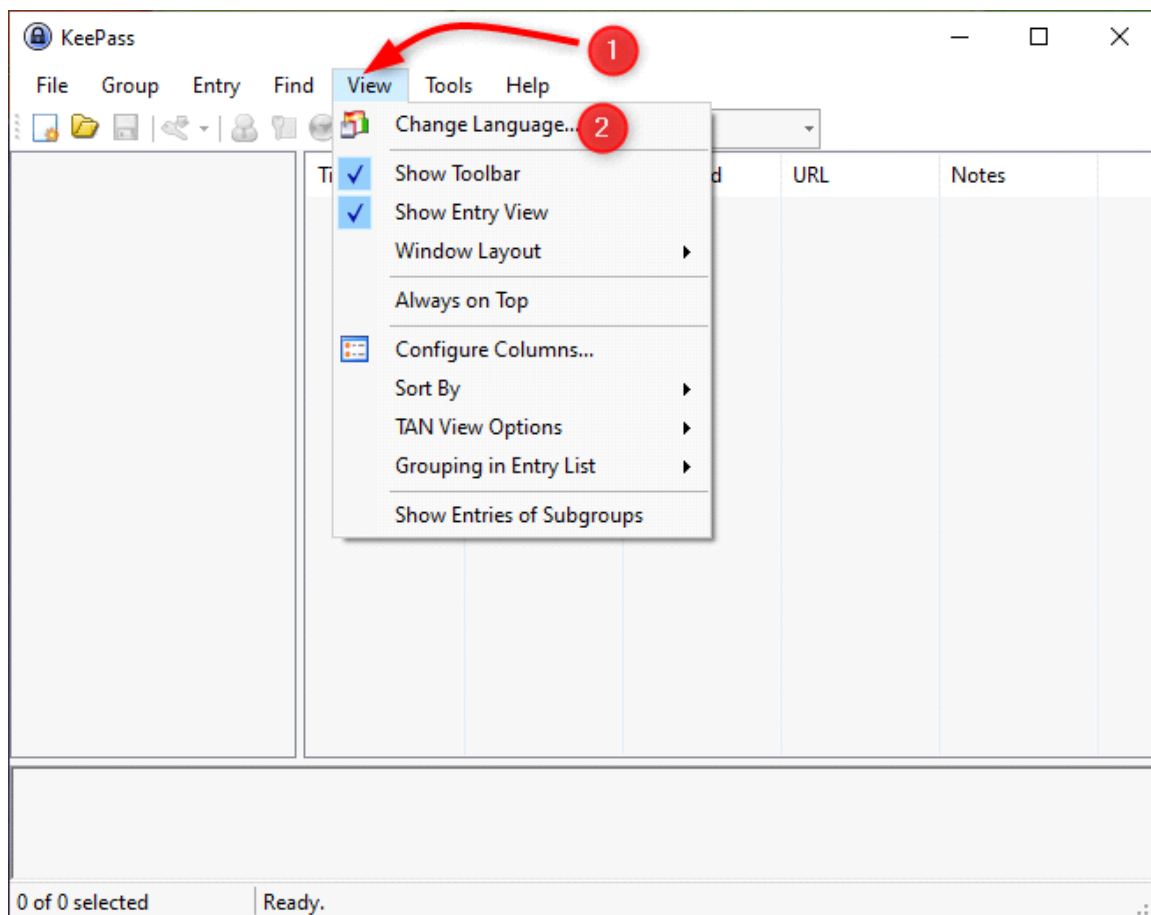 KeePass
1
File Group Entry Find View Tools Help
Change Language... 2
Show Toolbar
URL Notes
Show Entry View
Window Layout
Always on Top
Configure Columns...
Sort By
TAN View Options
Grouping in Entry List
Show Entries of Subgroups
0 of 0 selected Ready.